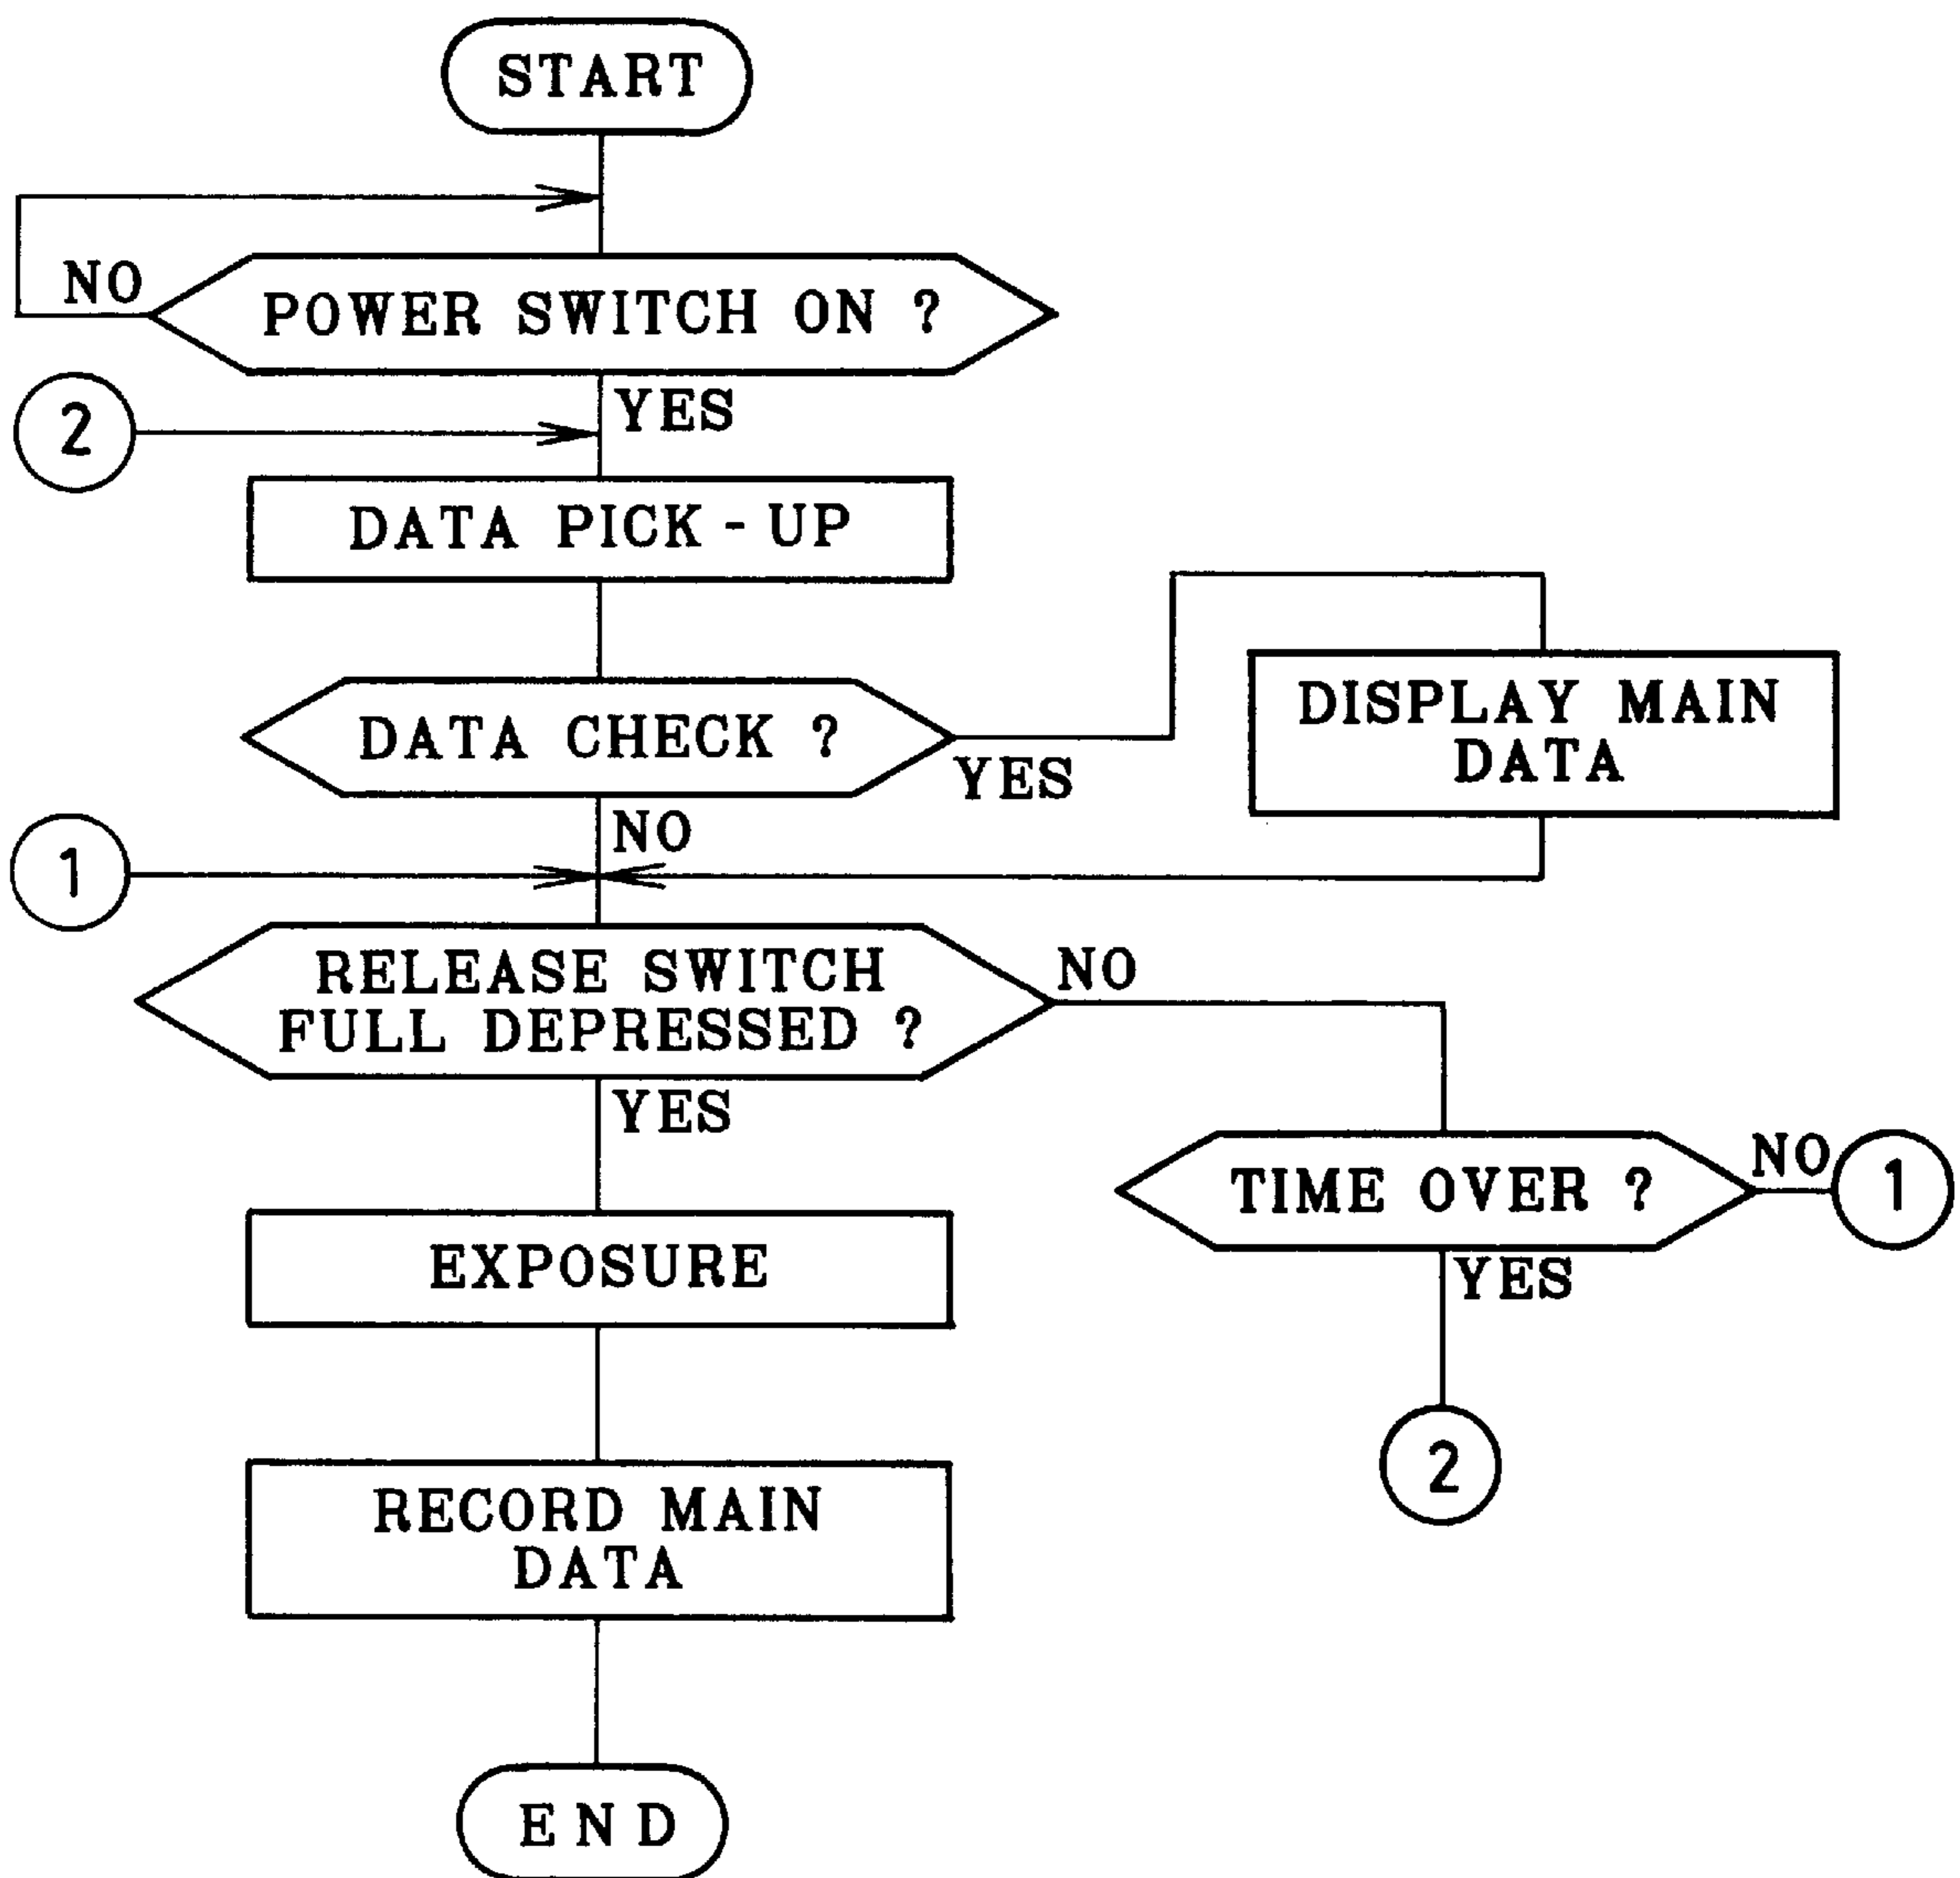 START
NO
POWER SWITCH ON ?
YES
2
DATA PICK - UP
DATA CHECK ?
YES
DISPLAY MAIN
DATA
NO
1
RELEASE SWITCH
FULL DEPRESSED ?
NO
YES
TIME OVER ?
NO
1
YES
EXPOSURE
2
RECORD MAIN
DATA
END